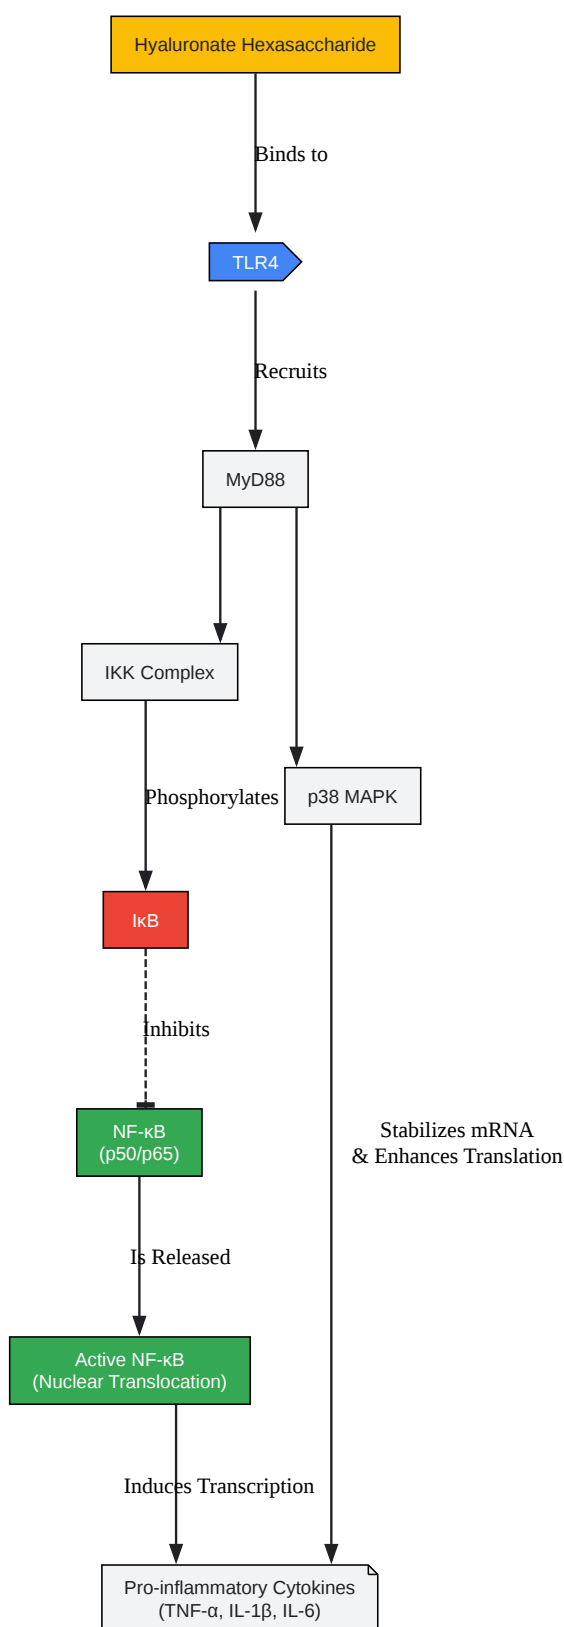 Hyaluronate Hexasaccharide
Binds to
TLR4
Recruits
MyD88
IKK Complex
Phosphorylates
p38 MAPK
IκB
Inhibits
NF-κB
(p50/p65)
Stabilizes mRNA
& Enhances Translation
Is Released
Active NF-κB
(Nuclear Translocation)
Induces Transcription
Pro-inflammatory Cytokines
(TNF-α, IL-1β, IL-6)